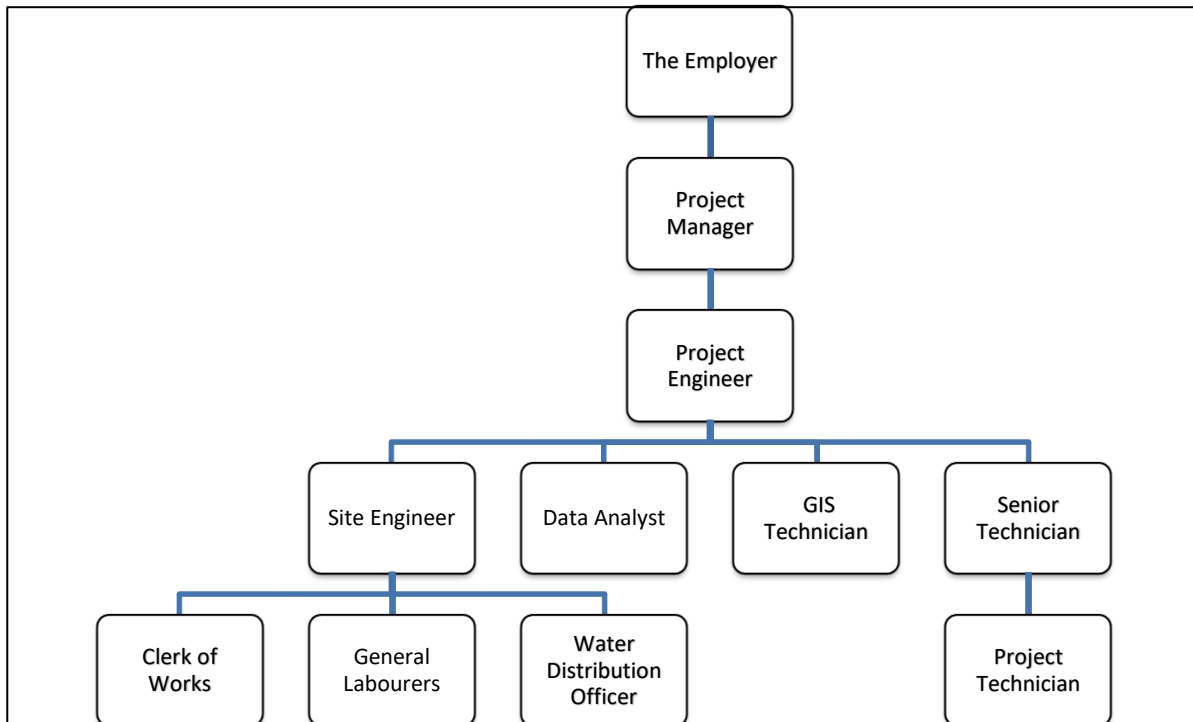 The Employer
Project
Manager
Project
Engineer
Site Engineer
Data Analyst
GIS
Technician
Senior
Technician
Clerk of
Works
General
Labourers
Water
Distribution
Officer
Project
Technician